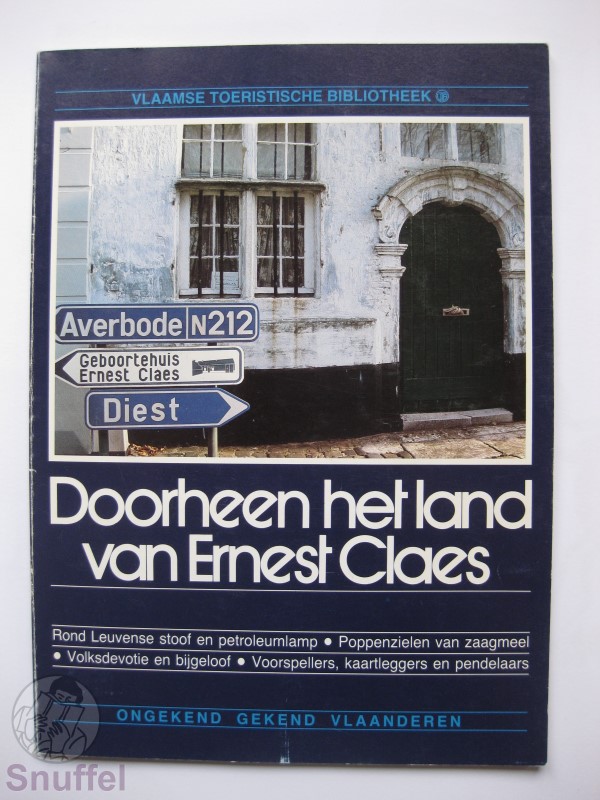 VLAAMSE TOERISTISCHE BIBLIOTHEEK
Averbode N212
Geboortehuis
Ernest Claes
Diest
Doorheen het land
van Ernest Claes
Rond Leuvense stoof en petroleumlamp • Poppenzielen van zaagmeel
• Volksdevotie en bijgeloof • Voorspellers, kaartleggers en pendelaars
ONGEKEND GEKEND VLAANDEREN
Snuffel